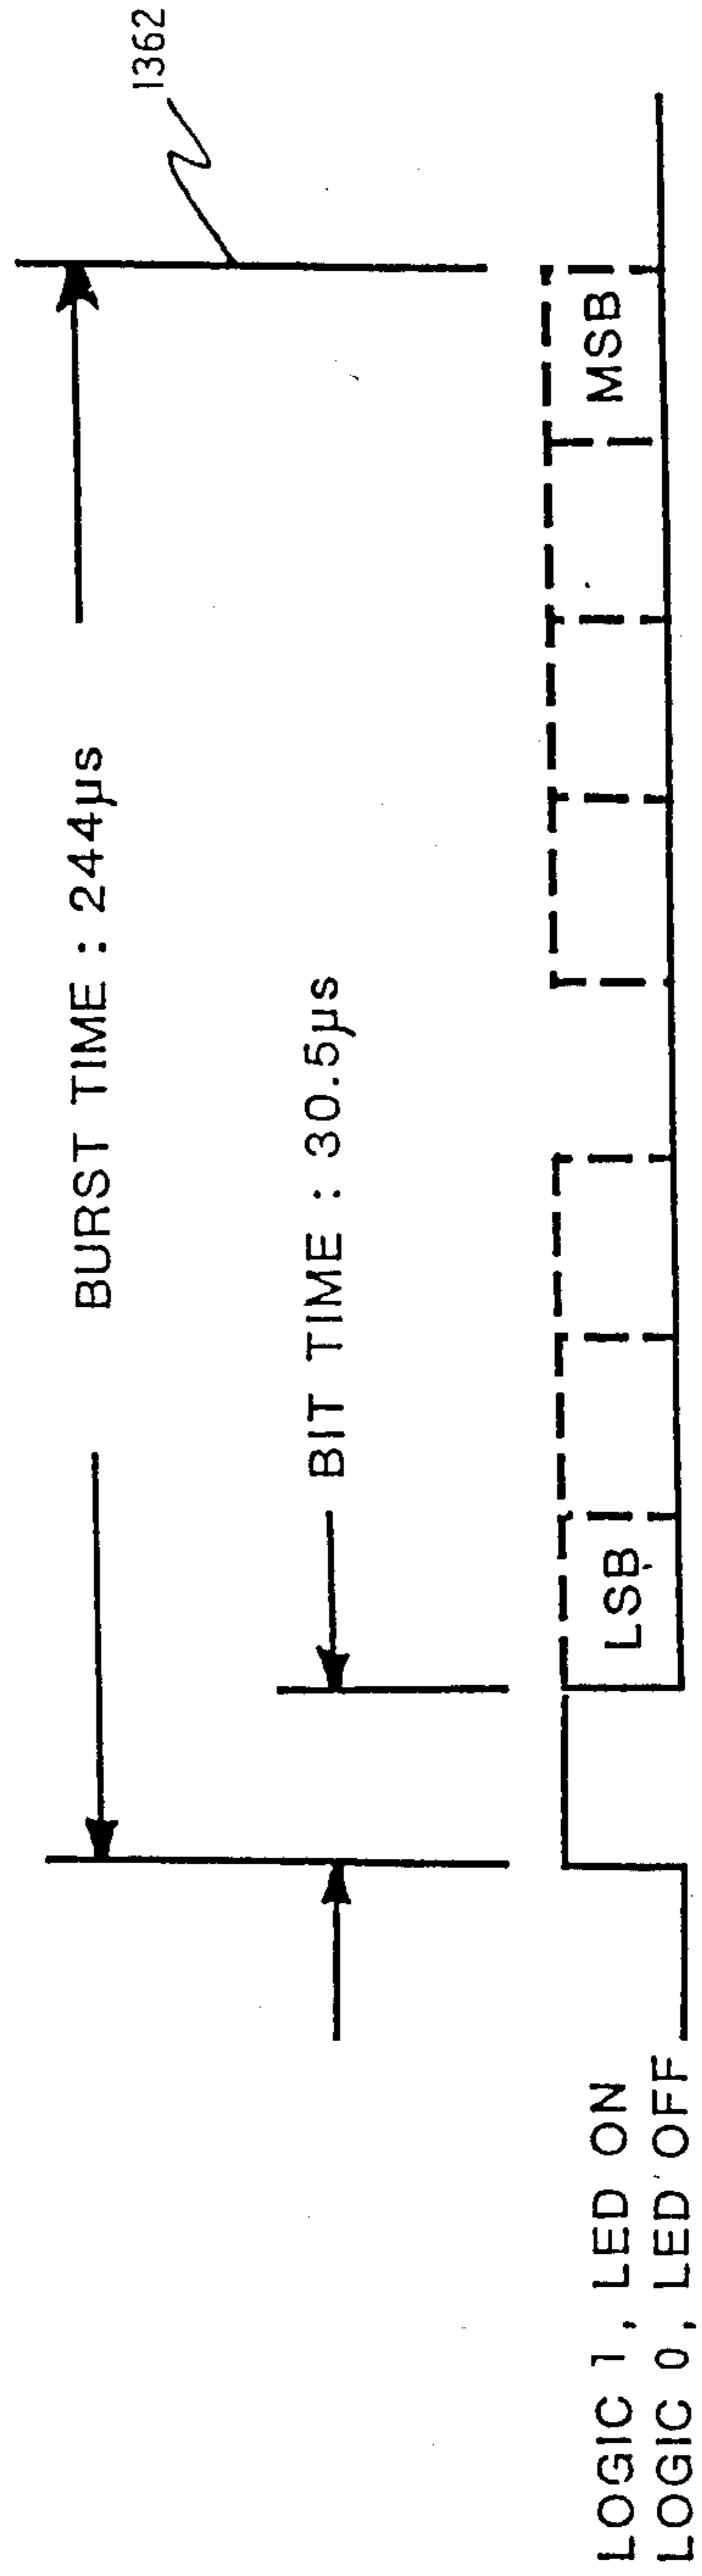 1362
BURST TIME : 244µs
BIT TIME : 30.5µs
LSB
MSB
LOGIC 1, LED ON
LOGIC 0, LED OFF